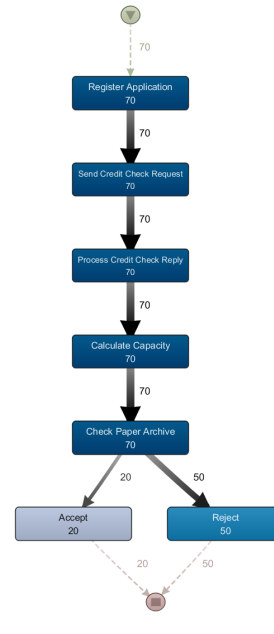 70
Register Application
70
70
Send Credit Check Request
70
70
Process Credit Check Reply
70
70
Calculate Capacity
70
70
Check Paper Archive
70
20
50
Accept
20
Reject
50
20
50